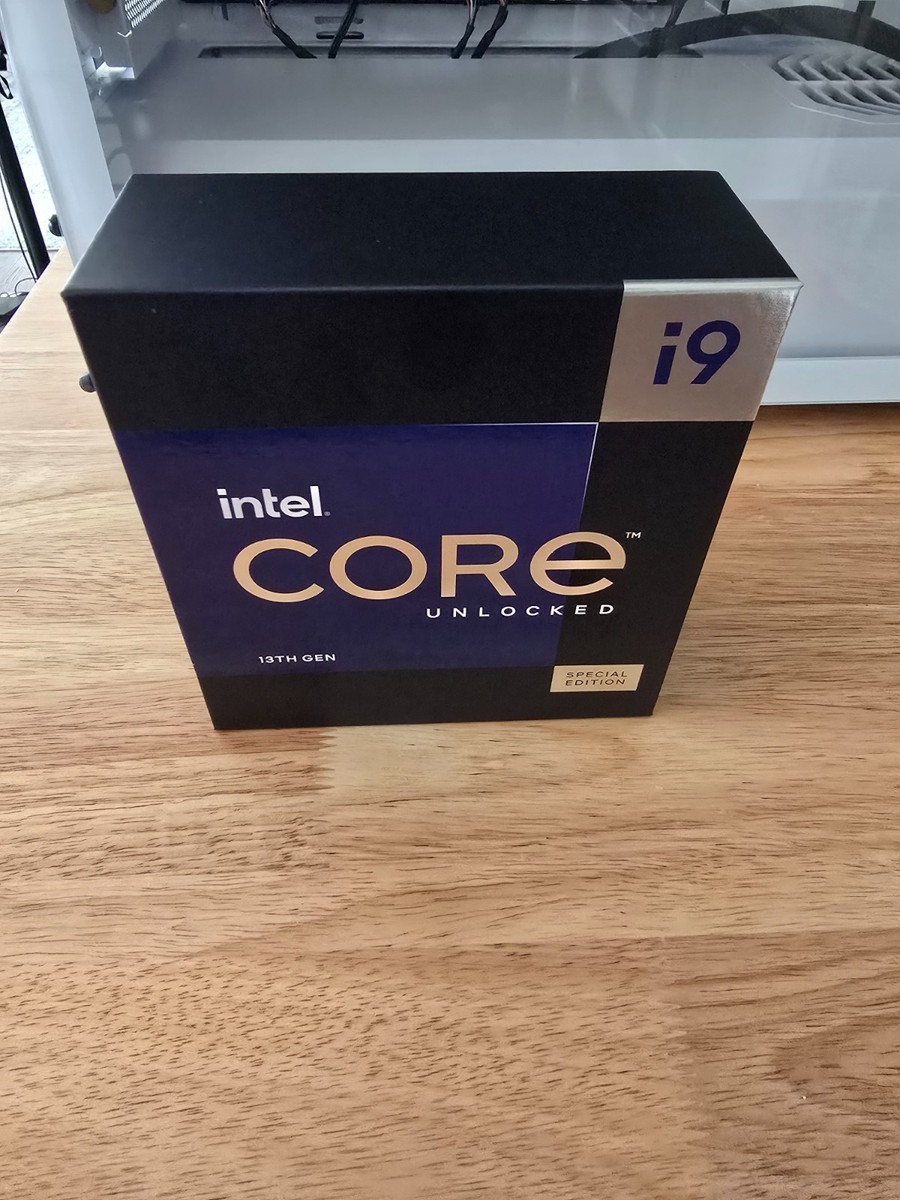 i9
intel.
CORE™
UNLOCKED
13TH GEN
SPECIAL
EDITION